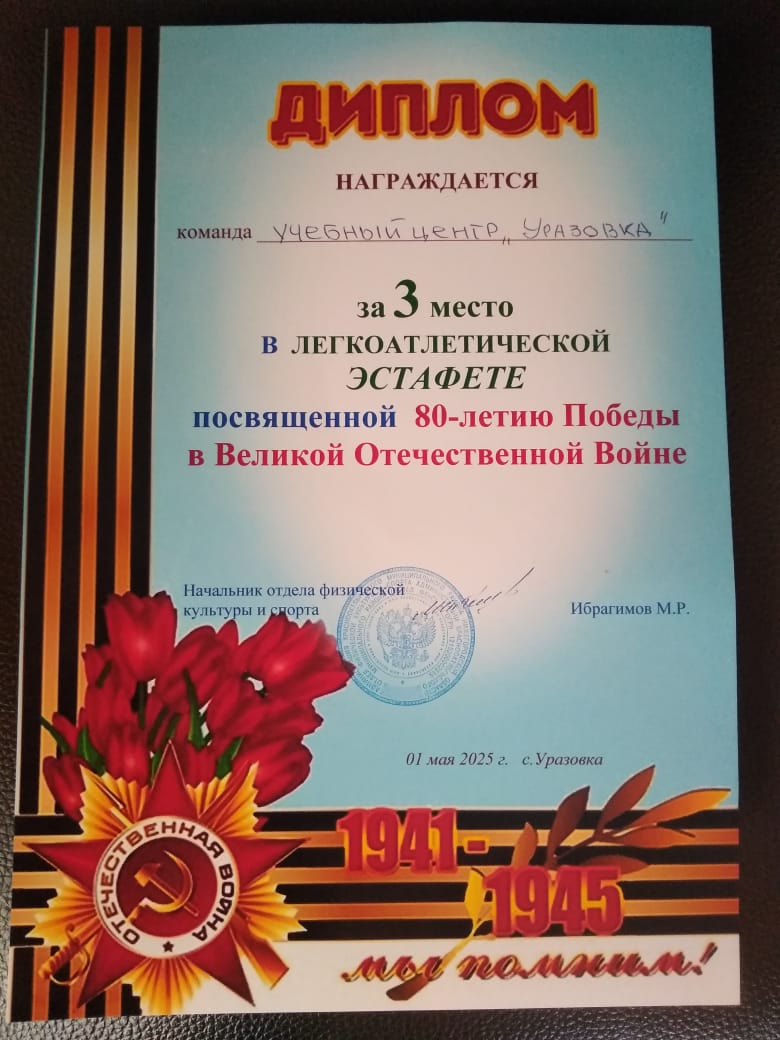 ДИПЛОМ
НАГРАЖДАЕТСЯ
команда учебный центр „Уразовка"
за 3 место
В ЛЕГКОАТЛЕТИЧЕСКОЙ
ЭСТАФЕТЕ
посвященной 80-летию Победы
в Великой Отечественной Войне
Начальник отдела физической
культуры и спорта
Ибрагимов М.Р.
01 мая 2025 г. с.Уразовка
ОТЕЧЕСТВЕННАЯ ВОЙНА
1941-
1945
мы помним!